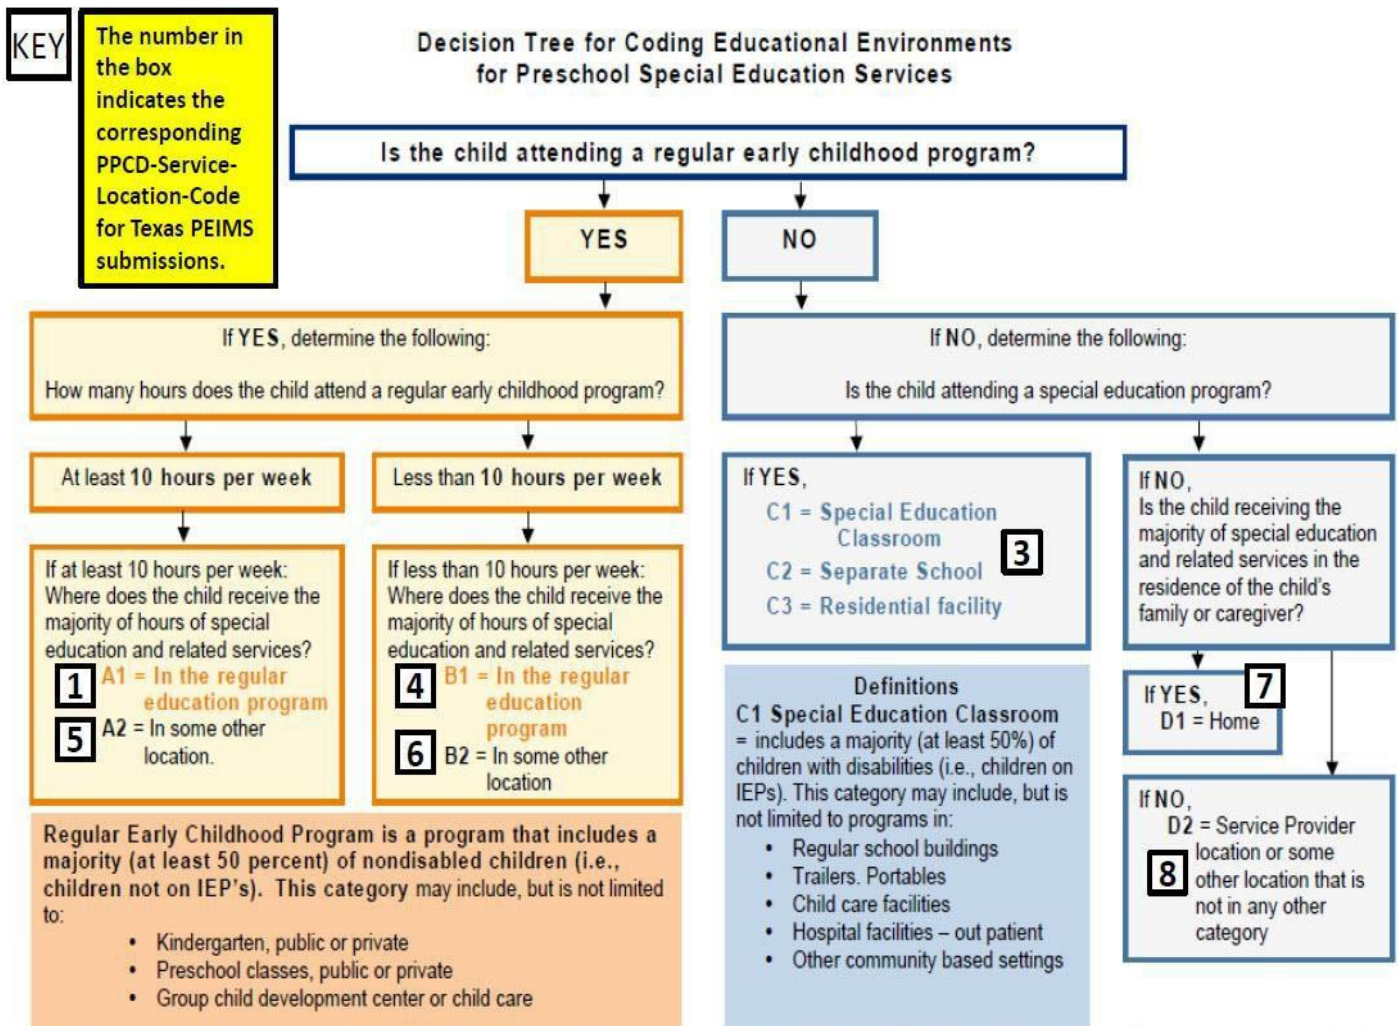 KEY
The number in
the box
indicates the
corresponding
PPCD-Service-
Location-Code
for Texas PEIMS
submissions.
Decision Tree for Coding Educational Environments
for Preschool Special Education Services
Is the child attending a regular early childhood program?
YES
NO
If YES, determine the following:
How many hours does the child attend a regular early childhood program?
If NO, determine the following:
Is the child attending a special education program?
At least 10 hours per week
Less than 10 hours per week
If at least 10 hours per week:
Where does the child receive the
majority of hours of special
education and related services?
1 A1 = In the regular
education program
5 A2 = In some other
location.
If less than 10 hours per week:
Where does the child receive the
majority of hours of special
education and related services?
4 B1 = In the regular
education
program
6 B2 = In some other
location
If YES,
C1 = Special Education
Classroom
3
C2 = Separate School
C3 = Residential facility
If NO,
Is the child receiving the
majority of special education
and related services in the
residence of the child's
family or caregiver?
If YES, 7
D1 = Home
If NO,
D2 = Service Provider
location or some
8 other location that is
not in any other
category
Regular Early Childhood Program is a program that includes a
majority (at least 50 percent) of nondisabled children (i.e.,
children not on IEP's). This category may include, but is not limited
to:
• Kindergarten, public or private
• Preschool classes, public or private
• Group child development center or child care
Definitions
C1 Special Education Classroom
= includes a majority (at least 50%) of
children with disabilities (i.e., children on
IEPs). This category may include, but is
not limited to programs in:
• Regular school buildings
• Trailers. Portables
• Child care facilities
• Hospital facilities – out patient
• Other community based settings